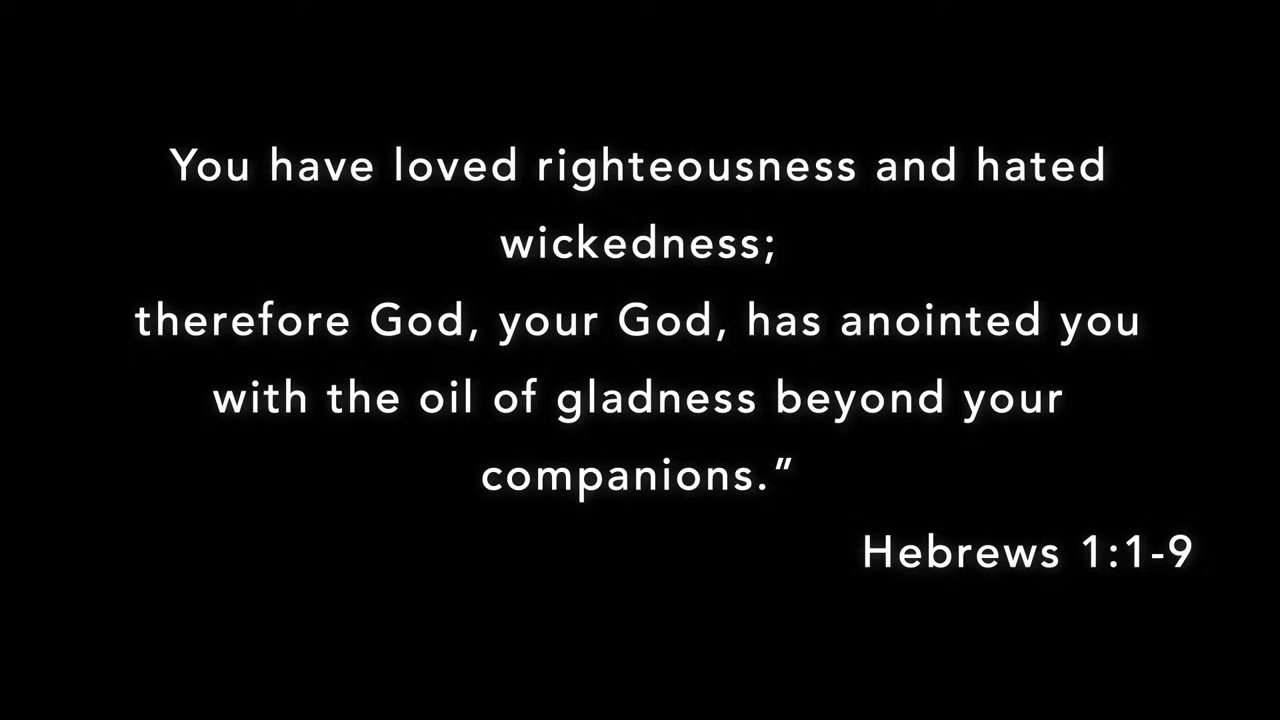 You have loved righteousness and hated
wickedness;
therefore God, your God, has anointed you
with the oil of gladness beyond your
companions.”
Hebrews 1:1-9